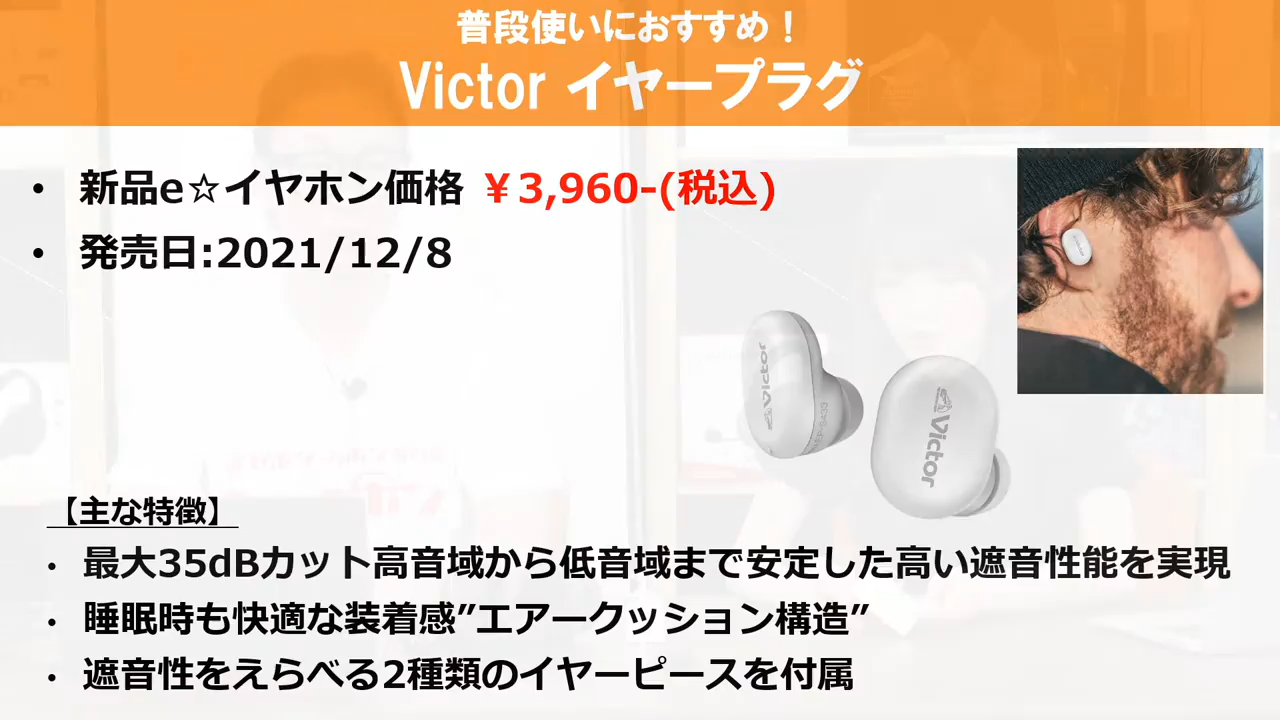 普段使いにおすすめ！
Victor イヤープラグ
• 新品e☆イヤホン価格 ￥3,960-(税込)
• 発売日:2021/12/8
Victor
Victor
【主な特徴】
• 最大35dBカット高音域から低音域まで安定した高い遮音性能を実現
• 睡眠時も快適な装着感”エアークッション構造”
• 遮音性をえらべる2種類のイヤーピースを付属